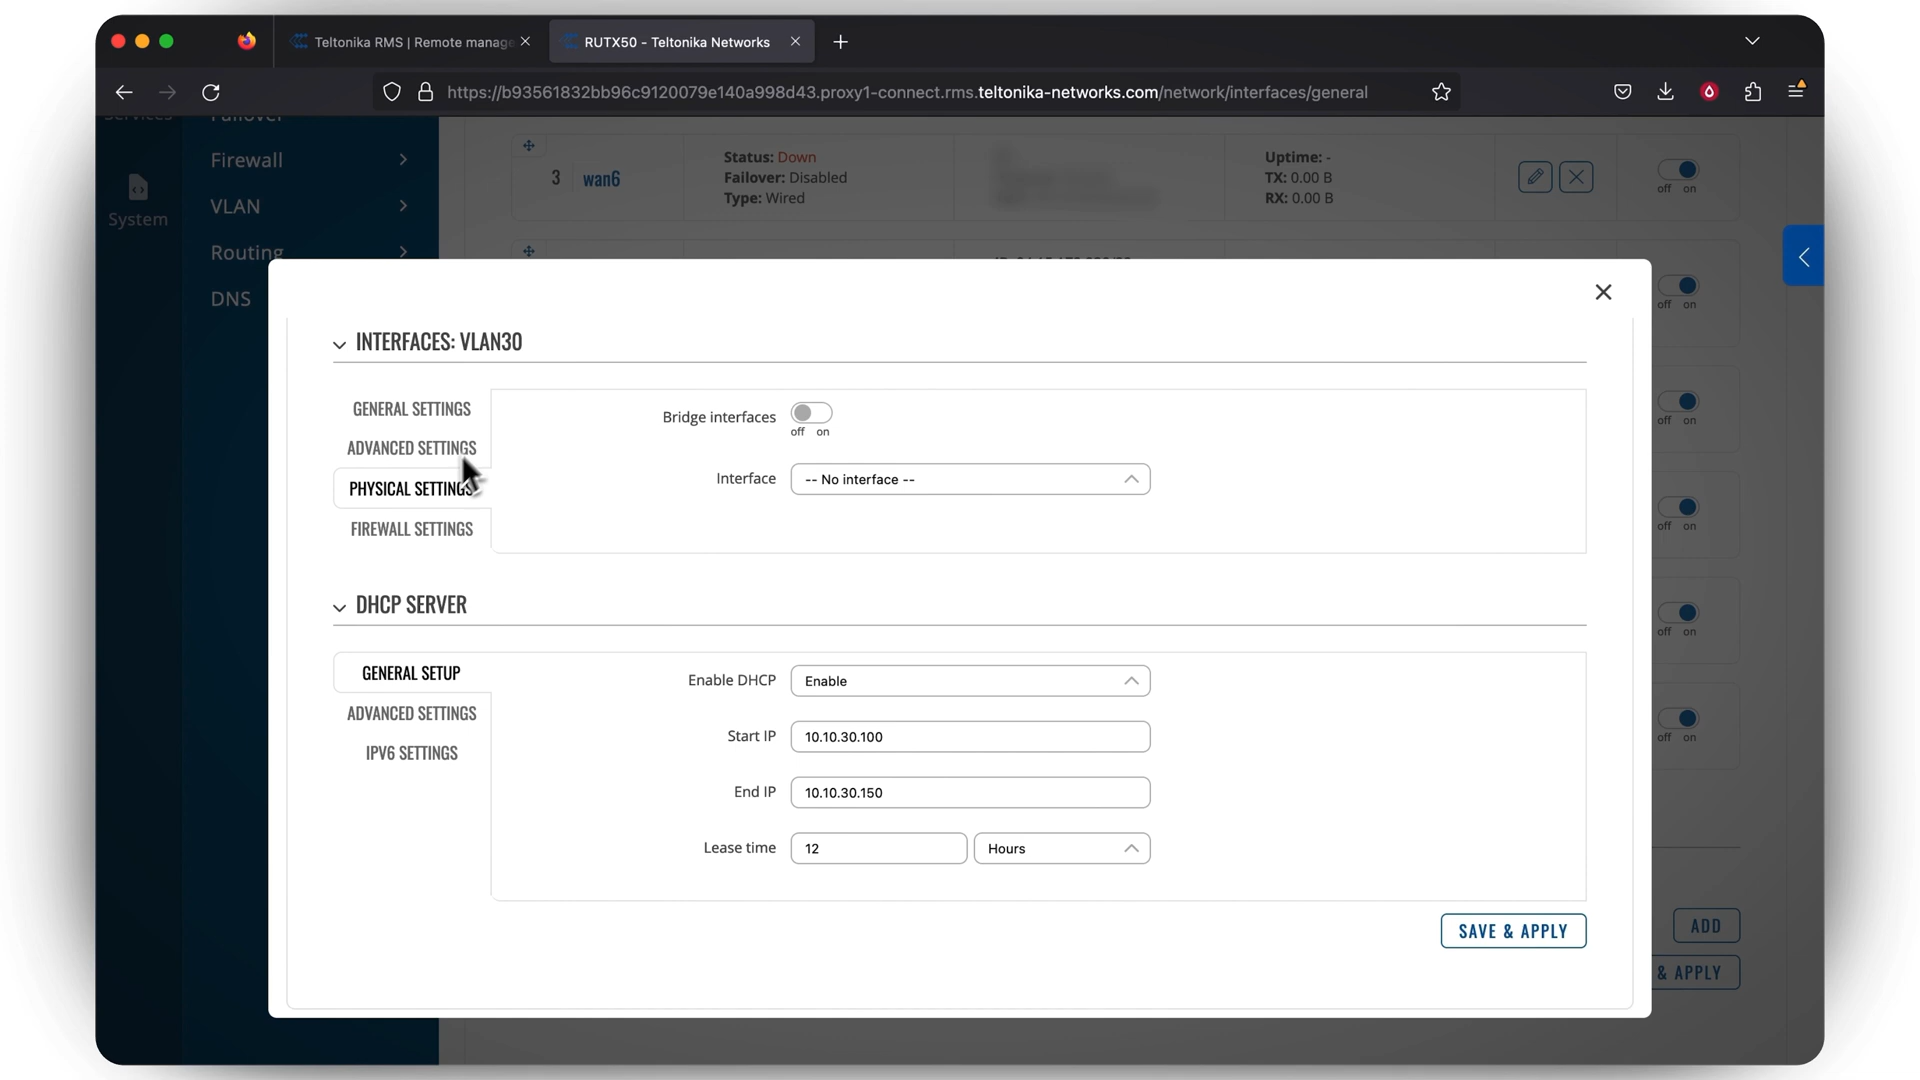 Teltonika RMS | Remote manage
RUTX50 - Teltonika Networks
https://b93561832bb96c9120079e140a998d43.proxy1-connect.rms.teltonika-networks.com/network/interfaces/general
Services
Failover
Firewall
VLAN
Routing
DNS
System
3
wan6
Status: Down
Failover: Disabled
Type: Wired
Uptime: -
TX: 0.00 B
RX: 0.00 B
off on
off on
off on
off on
off on
off on
INTERFACES: VLAN30
GENERAL SETTINGS
ADVANCED SETTINGS
PHYSICAL SETTINGS
FIREWALL SETTINGS
Bridge interfaces
off on
Interface
-- No interface --
DHCP SERVER
GENERAL SETUP
ADVANCED SETTINGS
IPV6 SETTINGS
Enable DHCP
Enable
Start IP
10.10.30.100
End IP
10.10.30.150
Lease time
12
Hours
SAVE & APPLY
ADD
& APPLY